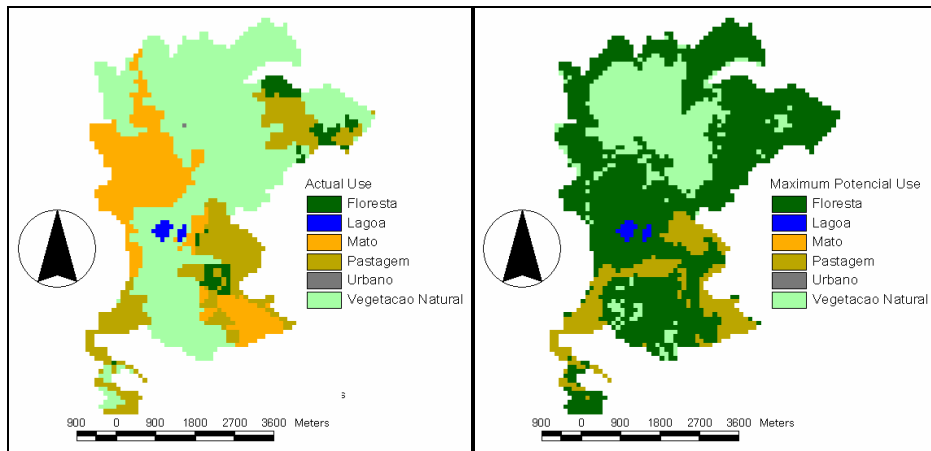 Actual Use
Floresta
Lagoa
Mato
Pastagem
Urbano
Vegetacao Natural
s
900 0 900 1800 2700 3600 Meters
Maximum Potencial Use
Floresta
Lagoa
Mato
Pastagem
Urbano
Vegetacao Natural
900 0 900 1800 2700 3600 Meters